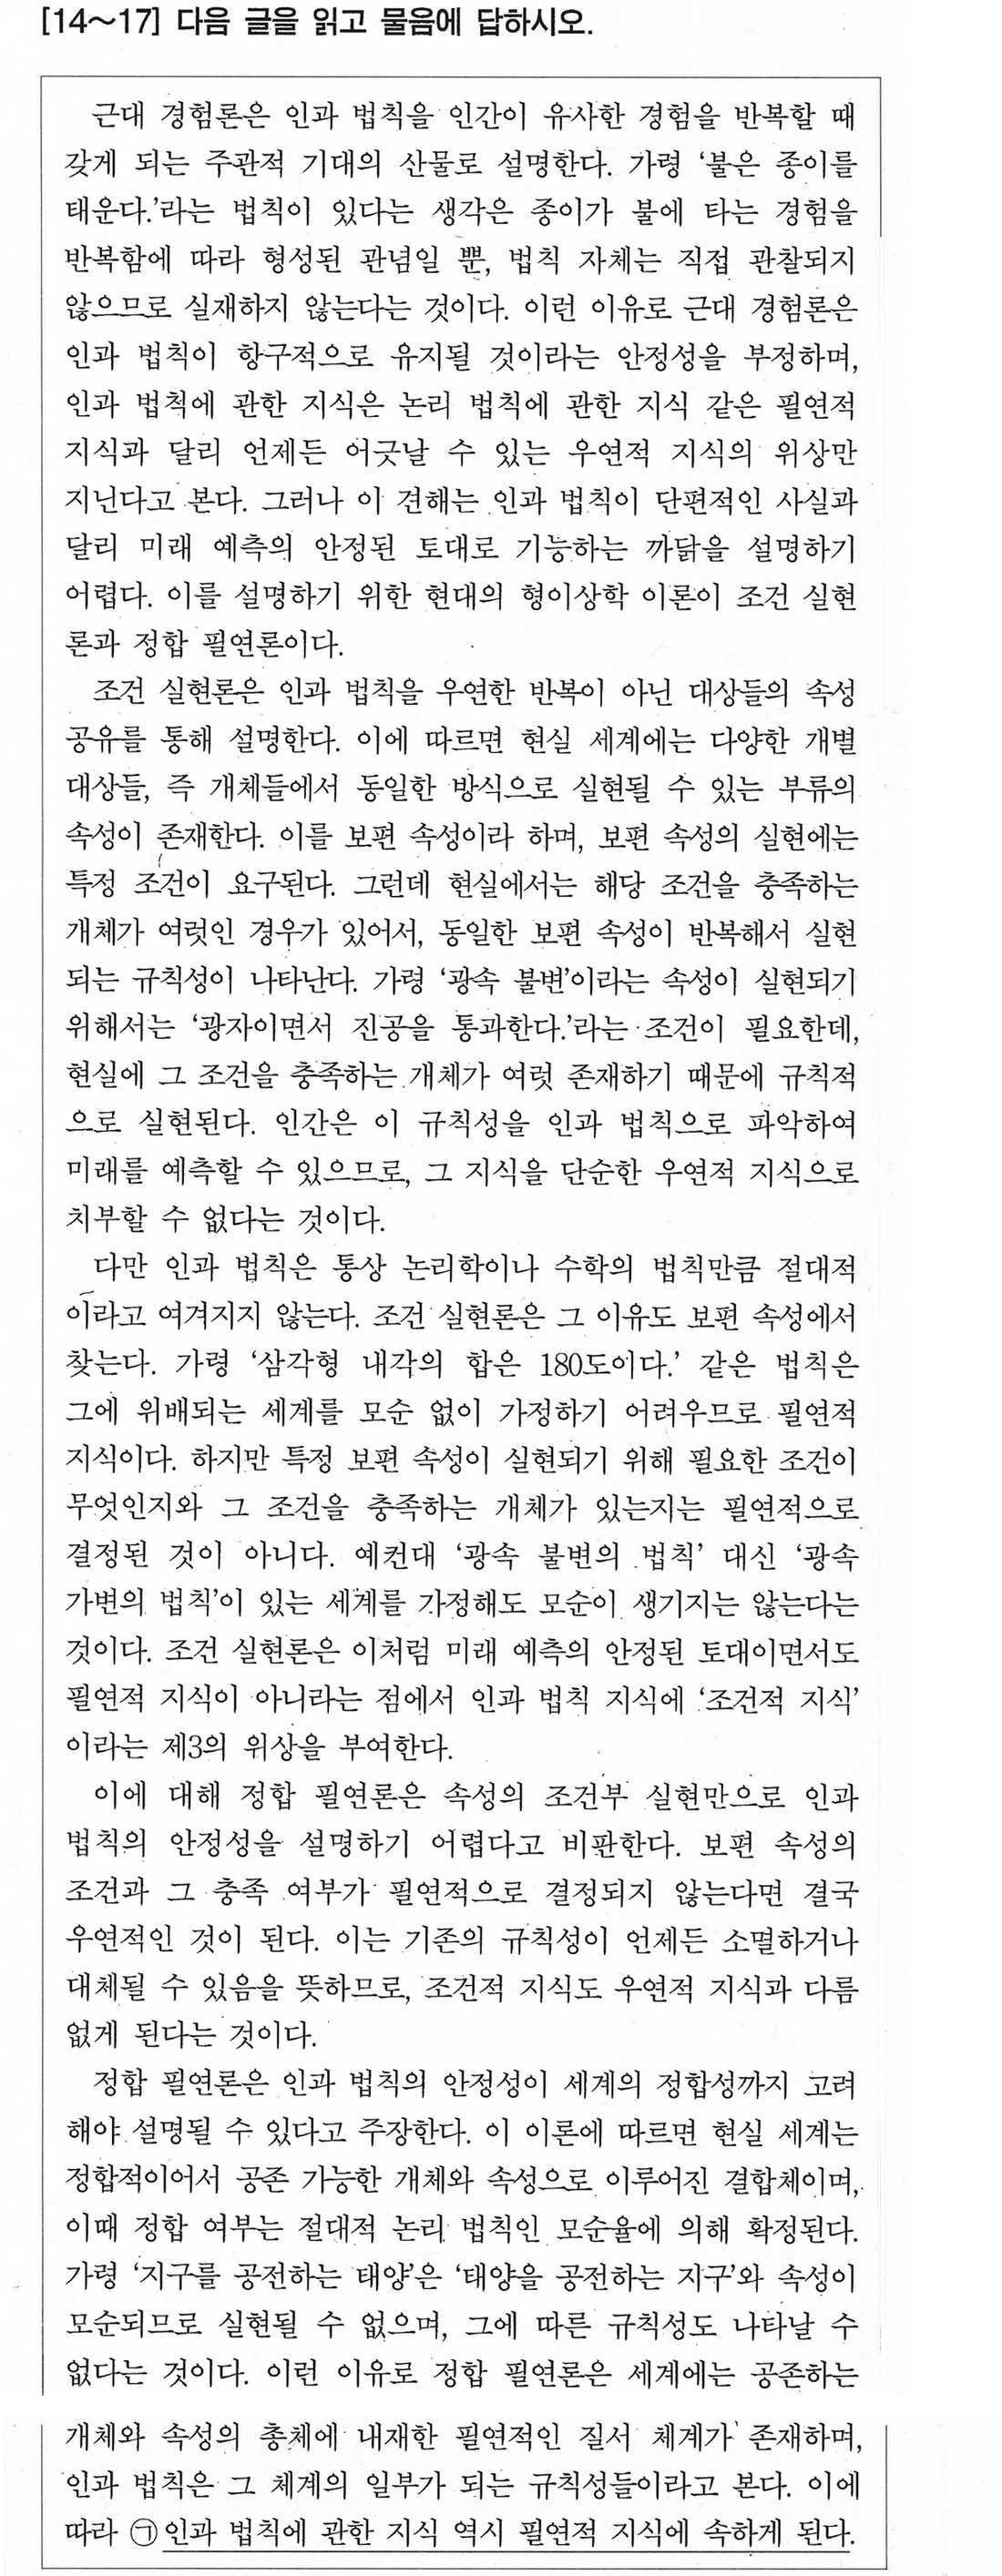 [14～17] 다음 글을 읽고 물음에 답하시오.
근대 경험론은 인과 법칙을 인간이 유사한 경험을 반복할 때
갖게 되는 주관적 기대의 산물로 설명한다. 가령 ‘불은 종이를
태운다.’라는 법칙이 있다는 생각은 종이가 불에 타는 경험을
반복함에 따라 형성된 관념일 뿐, 법칙 자체는 직접 관찰되지
않으므로 실재하지 않는다는 것이다. 이런 이유로 근대 경험론은
인과 법칙이 항구적으로 유지될 것이라는 안정성을 부정하며,
인과 법칙에 관한 지식은 논리 법칙에 관한 지식 같은 필연적
지식과 달리 언제든 어긋날 수 있는 우연적 지식의 위상만
지닌다고 본다. 그러나 이 견해는 인과 법칙이 단편적인 사실과
달리 미래 예측의 안정된 토대로 기능하는 까닭을 설명하기
어렵다. 이를 설명하기 위한 현대의 형이상학 이론이 조건 실현
론과 정합 필연론이다.
조건 실현론은 인과 법칙을 우연한 반복이 아닌 대상들의 속성
공유를 통해 설명한다. 이에 따르면 현실 세계에는 다양한 개별
대상들, 즉 개체들에서 동일한 방식으로 실현될 수 있는 부류의
속성이 존재한다. 이를 보편 속성이라 하며, 보편 속성의 실현에는
특정 조건이 요구된다. 그런데 현실에서는 해당 조건을 충족하는
개체가 여럿인 경우가 있어서, 동일한 보편 속성이 반복해서 실현
되는 규칙성이 나타난다. 가령 ‘광속 불변’이라는 속성이 실현되기
위해서는 ‘광자이면서 진공을 통과한다.’라는 조건이 필요한데,
현실에 그 조건을 충족하는 개체가 여럿 존재하기 때문에 규칙적
으로 실현된다. 인간은 이 규칙성을 인과 법칙으로 파악하여
미래를 예측할 수 있으므로, 그 지식을 단순한 우연적 지식으로
치부할 수 없다는 것이다.
다만 인과 법칙은 통상 논리학이나 수학의 법칙만큼 절대적
이라고 여겨지지 않는다. 조건 실현론은 그 이유도 보편 속성에서
찾는다. 가령 ‘삼각형 내각의 합은 180도이다.’ 같은 법칙은
그에 위배되는 세계를 모순 없이 가정하기 어려우므로 필연적
지식이다. 하지만 특정 보편 속성이 실현되기 위해 필요한 조건이
무엇인지와 그 조건을 충족하는 개체가 있는지는 필연적으로
결정된 것이 아니다. 예컨대 ‘광속 불변의 법칙’ 대신 ‘광속
가변의 법칙’이 있는 세계를 가정해도 모순이 생기지는 않는다는
것이다. 조건 실현론은 이처럼 미래 예측의 안정된 토대이면서도
필연적 지식이 아니라는 점에서 인과 법칙 지식에 ‘조건적 지식’
이라는 제3의 위상을 부여한다.
이에 대해 정합 필연론은 속성의 조건부 실현만으로 인과
법칙의 안정성을 설명하기 어렵다고 비판한다. 보편 속성의
조건과 그 충족 여부가 필연적으로 결정되지 않는다면 결국
우연적인 것이 된다. 이는 기존의 규칙성이 언제든 소멸하거나
대체될 수 있음을 뜻하므로, 조건적 지식도 우연적 지식과 다름
없게 된다는 것이다.
정합 필연론은 인과 법칙의 안정성이 세계의 정합성까지 고려
해야 설명될 수 있다고 주장한다. 이 이론에 따르면 현실 세계는
정합적이어서 공존 가능한 개체와 속성으로 이루어진 결합체이며,
이때 정합 여부는 절대적 논리 법칙인 모순율에 의해 확정된다.
가령 ‘지구를 공전하는 태양’은 ‘태양을 공전하는 지구’와 속성이
모순되므로 실현될 수 없으며, 그에 따른 규칙성도 나타날 수
없다는 것이다. 이런 이유로 정합 필연론은 세계에는 공존하는
개체와 속성의 총체에 내재한 필연적인 질서 체계가 존재하며,
인과 법칙은 그 체계의 일부가 되는 규칙성들이라고 본다. 이에
따라 ㉠인과 법칙에 관한 지식 역시 필연적 지식에 속하게 된다.